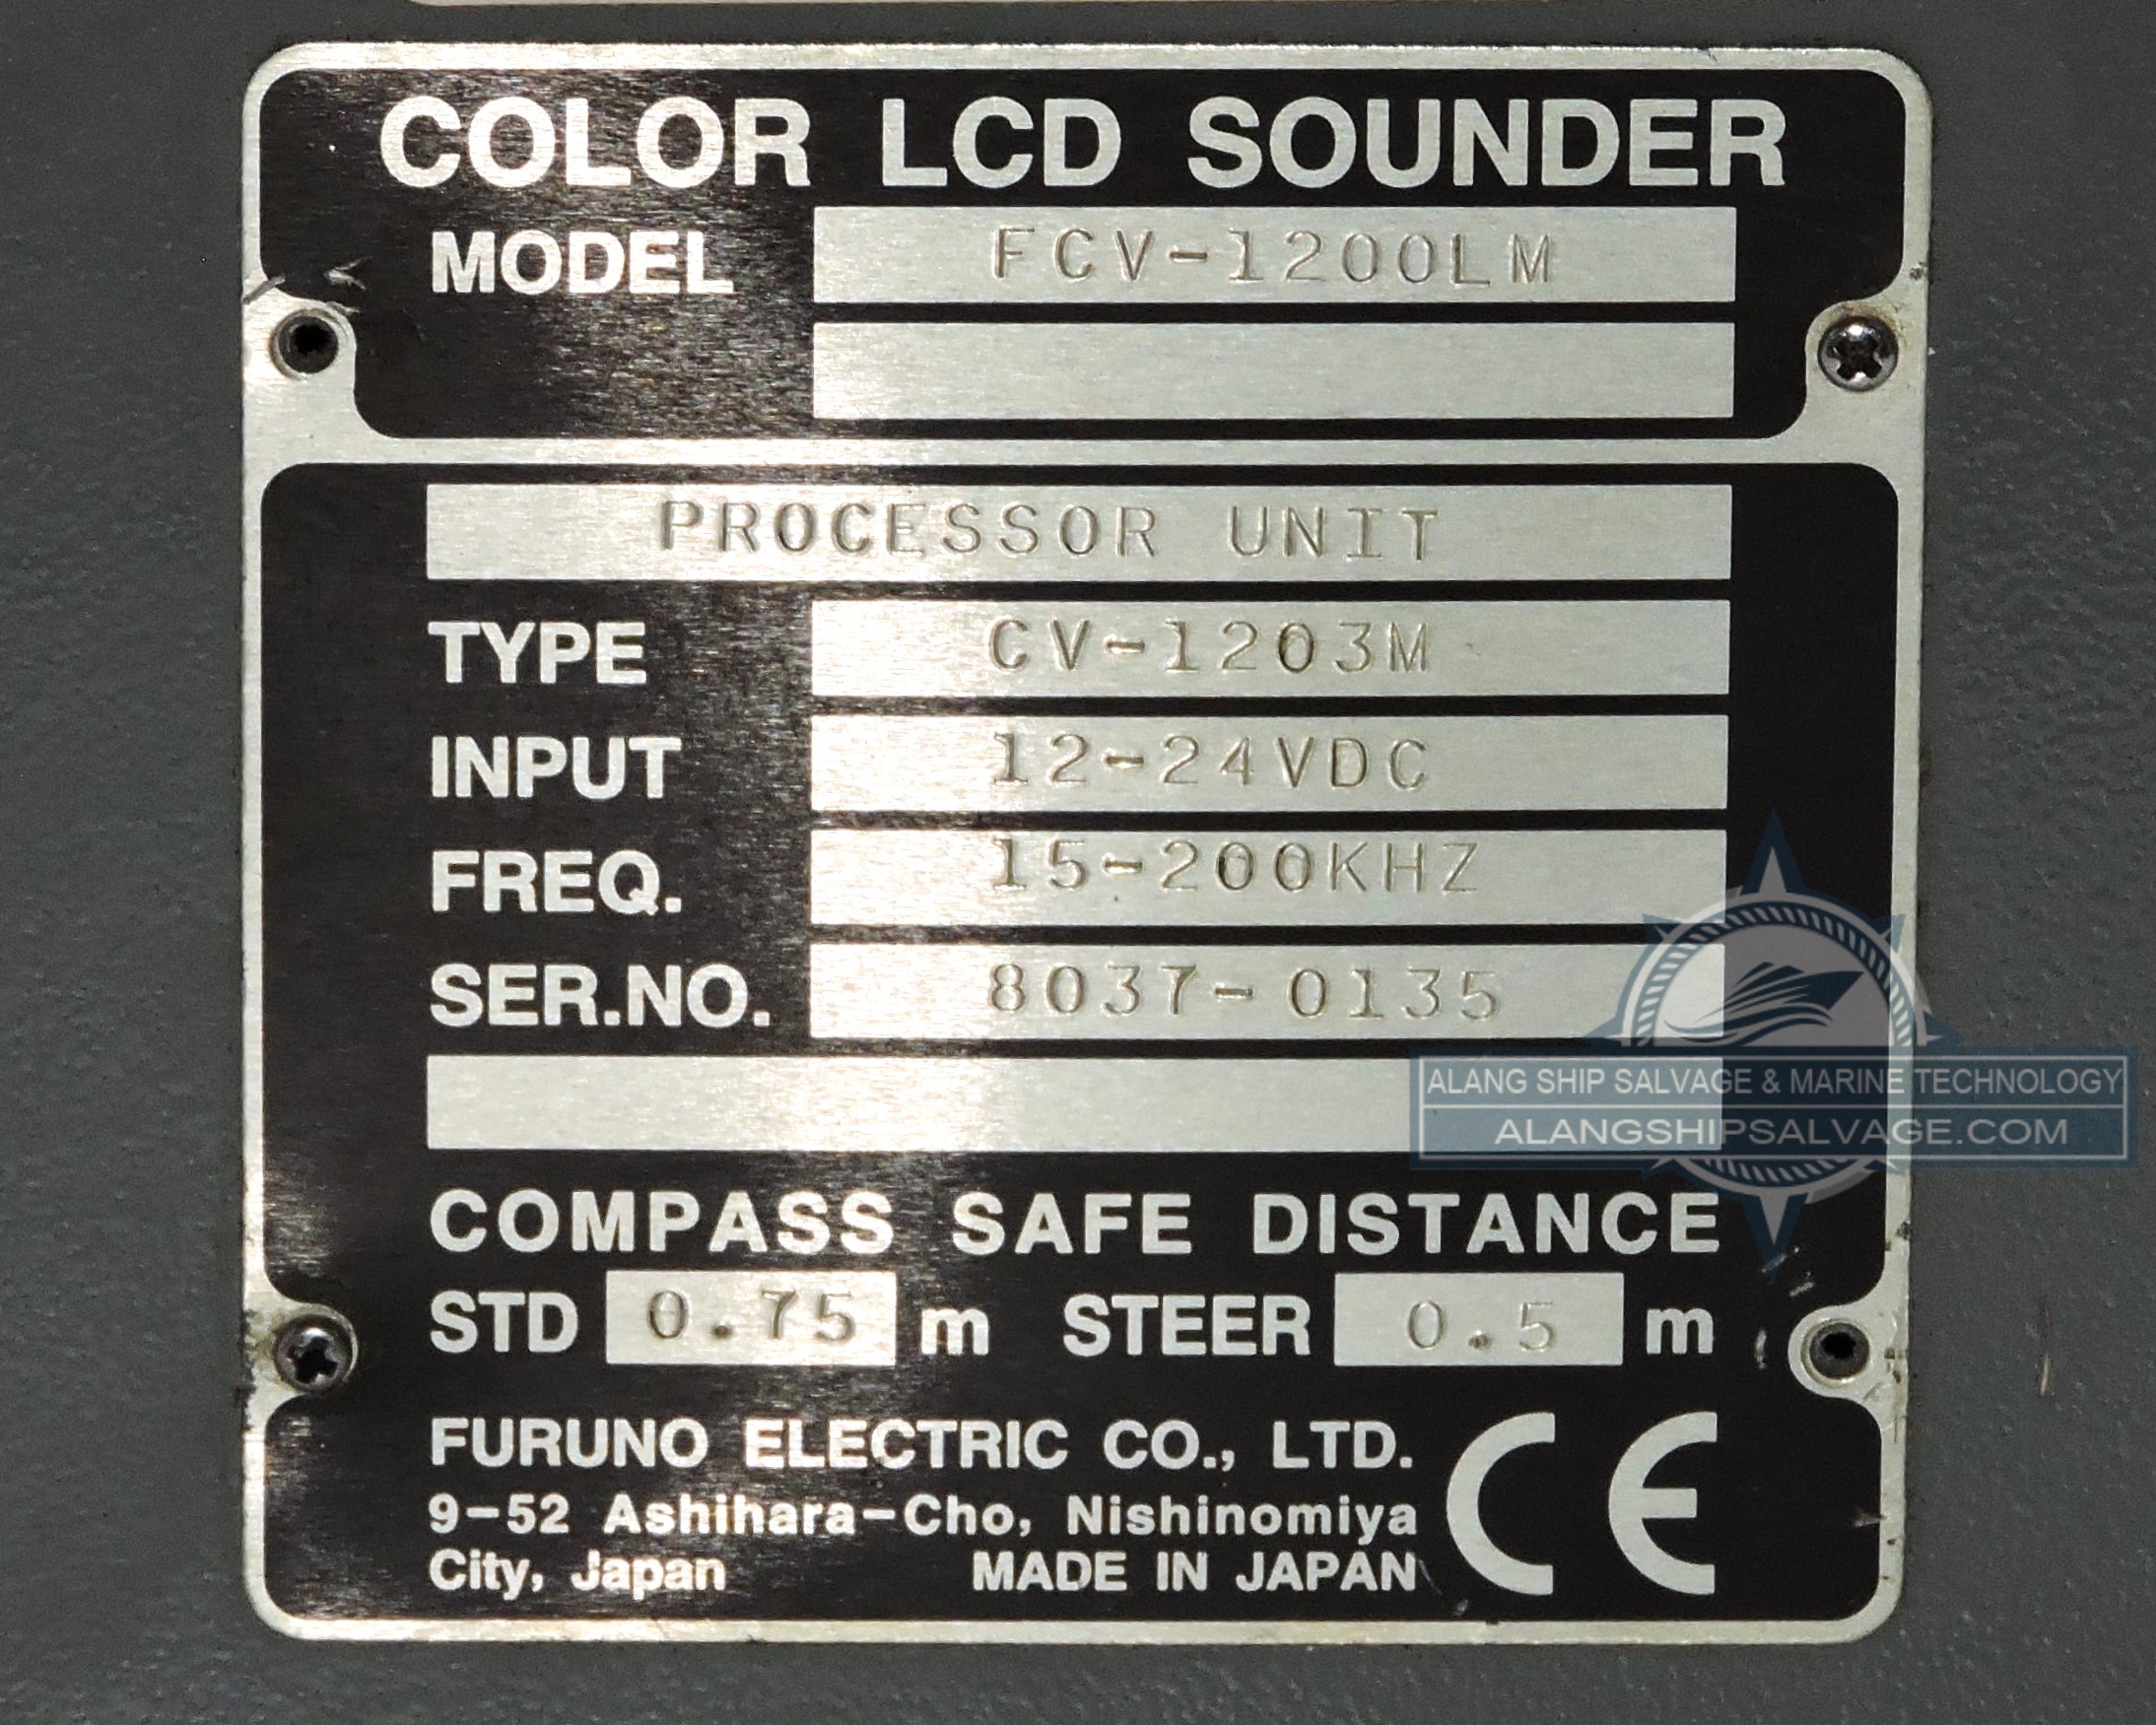 COLOR LCD SOUNDER
MODEL FCV-1200LM
PROCESSOR UNIT
TYPE CV-1203M
INPUT 12-24VDC
FREQ. 15-200KHZ
SER.NO. 8037-0135
COMPASS SAFE DISTANCE
STD 0.75 m STEER 0.5 m
FURUNO ELECTRIC CO., LTD.
9-52 Ashihara-Cho, Nishinomiya
City, Japan MADE IN JAPAN
CE
ALANG SHIP SALVAGE & MARINE TECHNOLOGY
ALANGSHIPSALVAGE.COM